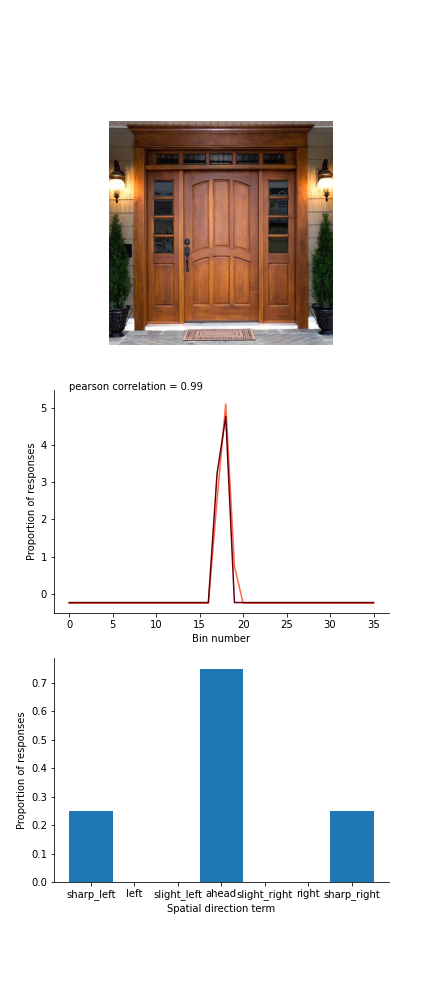 pearson correlation = 0.99
5
4
3
2
1
0
Proportion of responses
0 5 10 15 20 25 30 35
Bin number
0.7
0.6
0.5
0.4
0.3
0.2
0.1
0.0
Proportion of responses
sharp_left left slight_left ahead slight_right right sharp_right
Spatial direction term